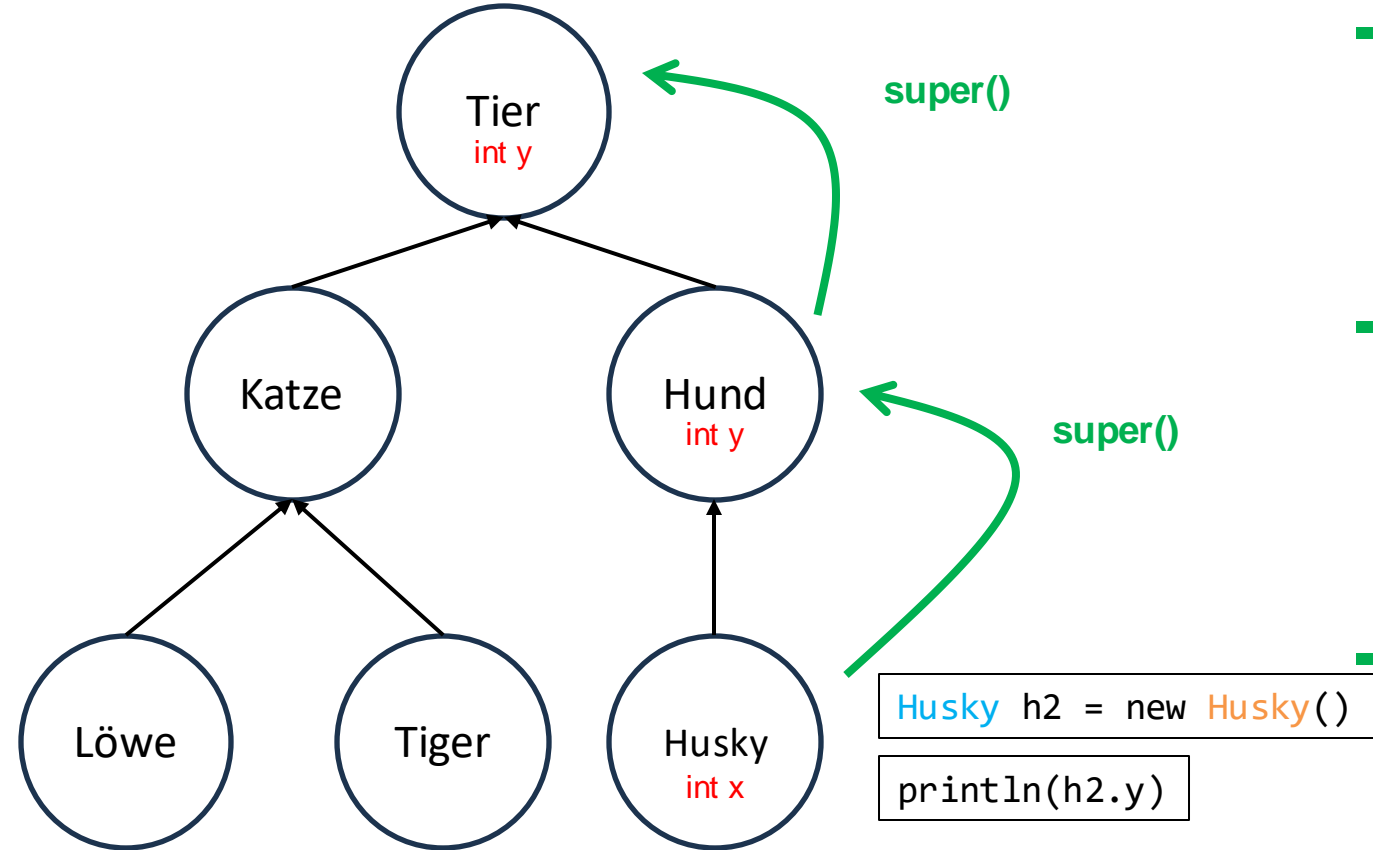 Tier
int y
super()
Katze
Hund
int y
super()
Löwe
Tiger
Husky
int x
Husky h2 = new Husky()
println(h2.y)